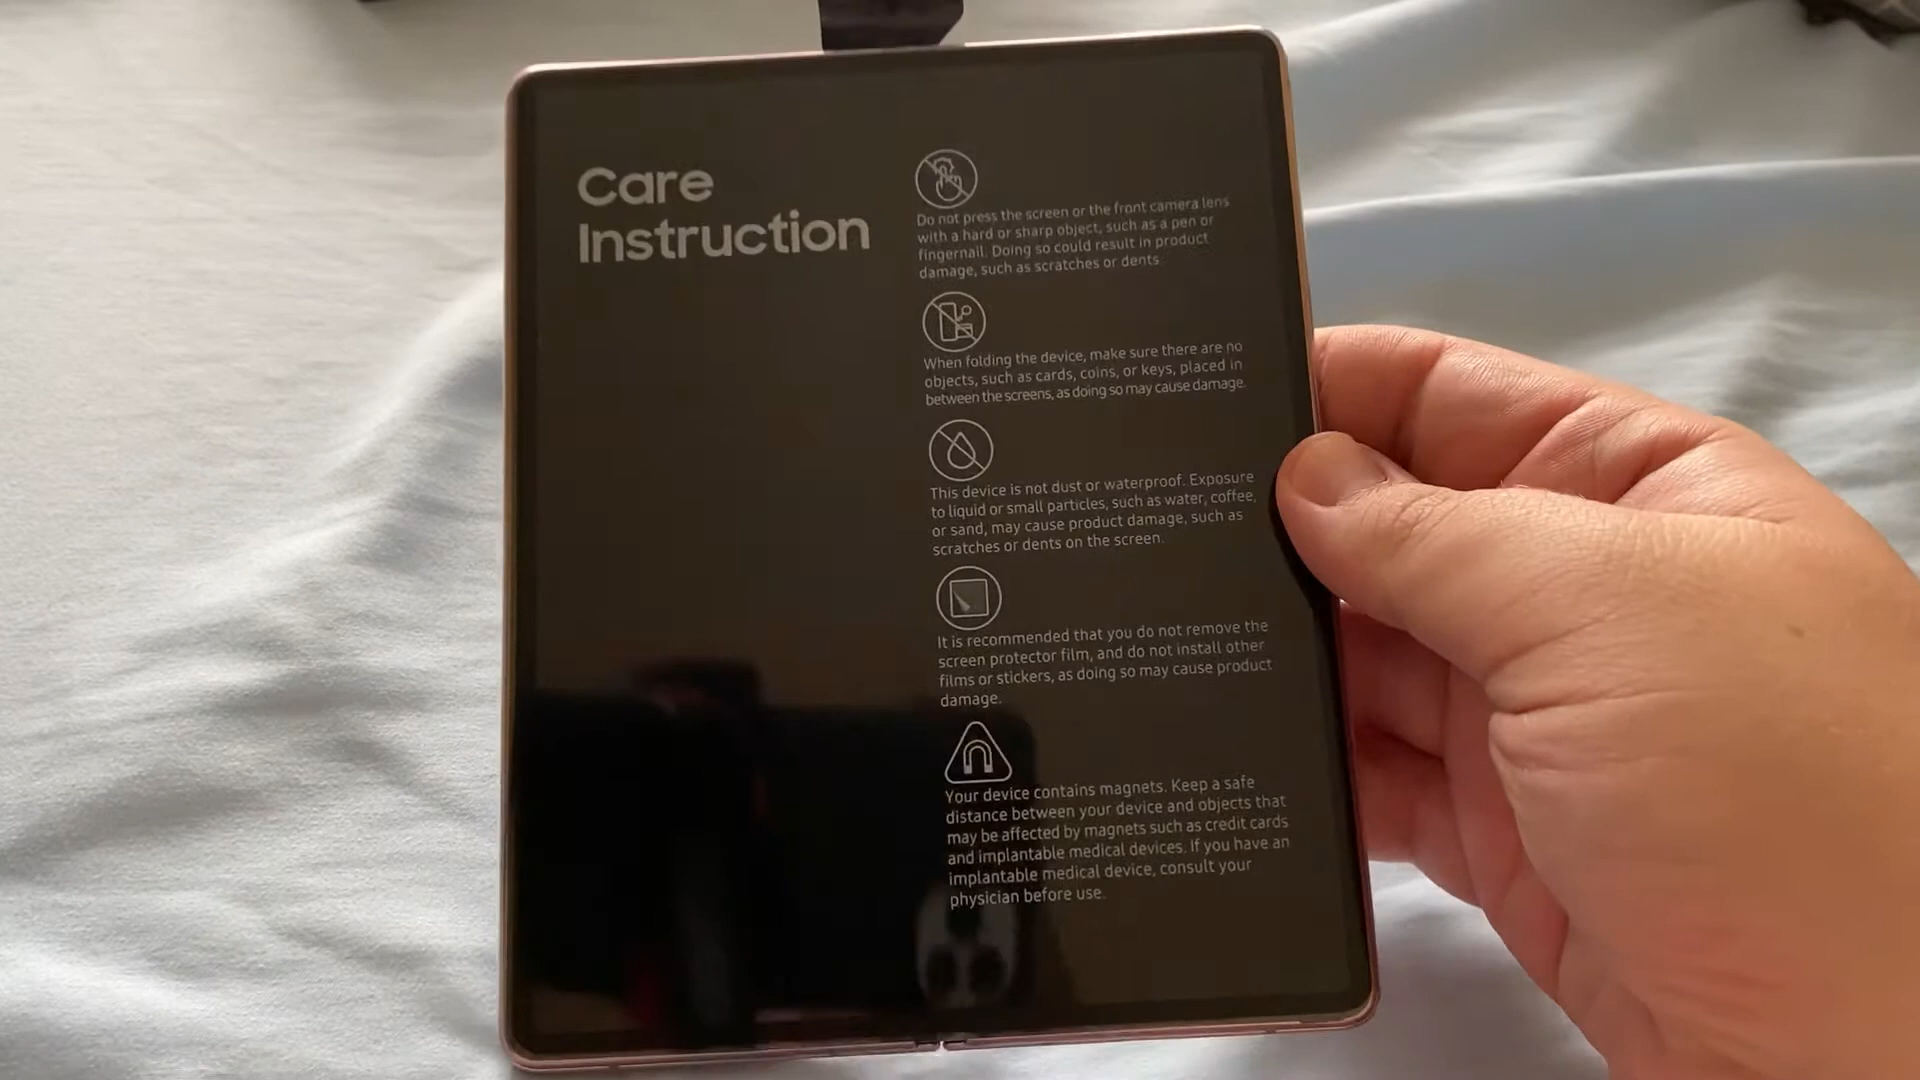 Care
Instruction
Do not press the screen or the front camera lens
with a hard or sharp object, such as a pen or
fingernail. Doing so could result in product
damage, such as scratches or dents.
When folding the device, make sure there are no
objects, such as cards, coins, or keys, placed in
between the screens, as doing so may cause damage.
This device is not dust or waterproof. Exposure
to liquid or small particles, such as water, coffee,
or sand, may cause product damage, such as
scratches or dents on the screen.
It is recommended that you do not remove the
screen protector film, and do not install other
films or stickers, as doing so may cause product
damage.
Your device contains magnets. Keep a safe
distance between your device and objects that
may be affected by magnets such as credit cards
and implantable medical devices. If you have an
implantable medical device, consult your
physician before use.